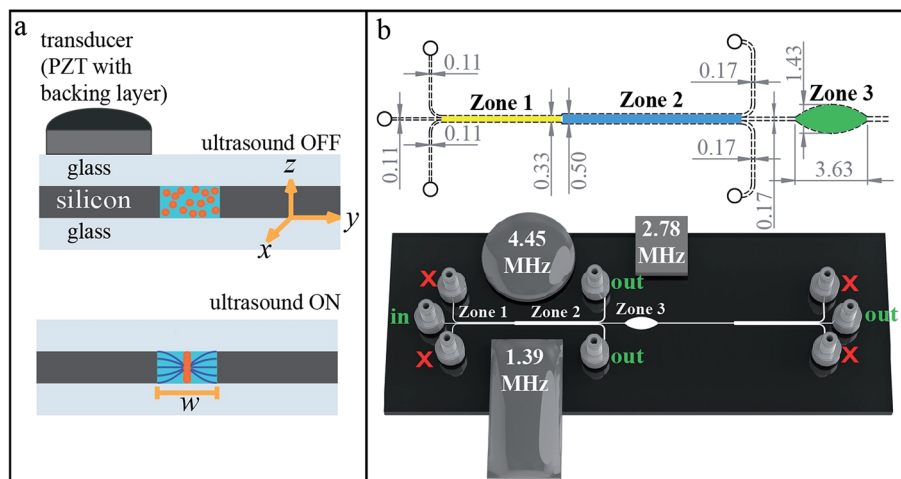 a
transducer
(PZT with
backing layer)
ultrasound OFF
glass
silicon
glass
z
y
x
ultrasound ON
w
b
0.11
0.11
0.11
Zone 1
0.33
0.50
Zone 2
0.17
0.17
0.17
1.43
Zone 3
3.63
4.45
MHz
2.78
MHz
1.39
MHz
X
in
X
Zone 1
Zone 2
Zone 3
out
out
X
out
X